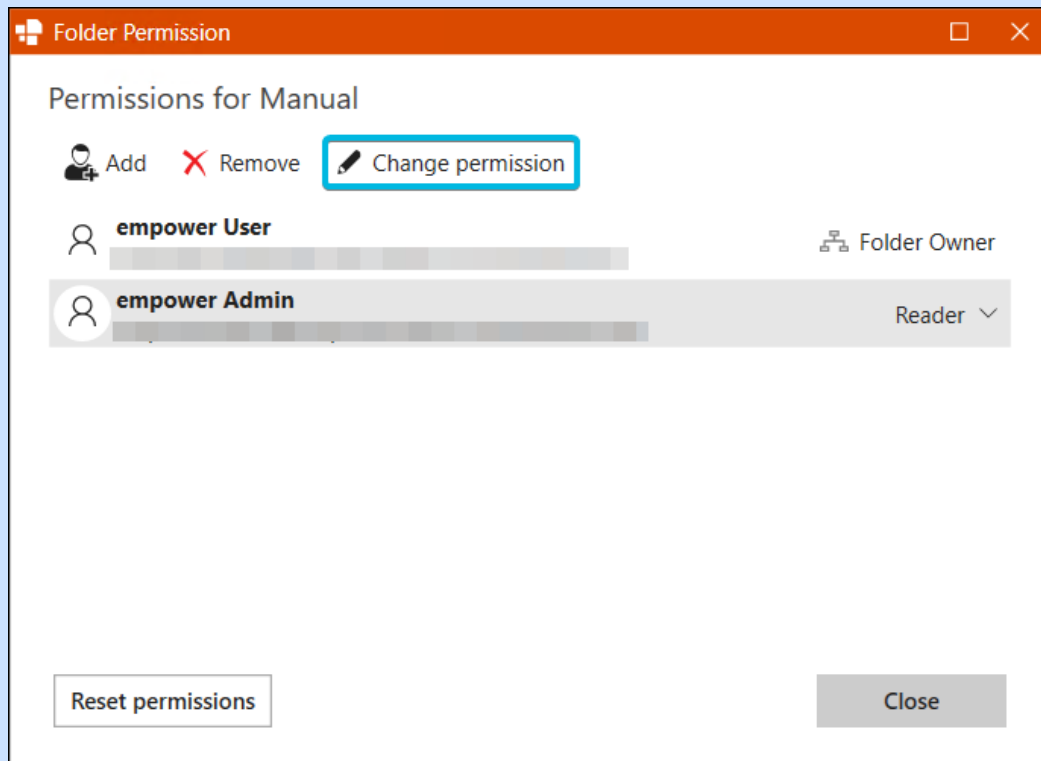 Folder Permission
Permissions for Manual
Add Remove Change permission
empower User
Folder Owner
empower Admin
Reader
Reset permissions Close